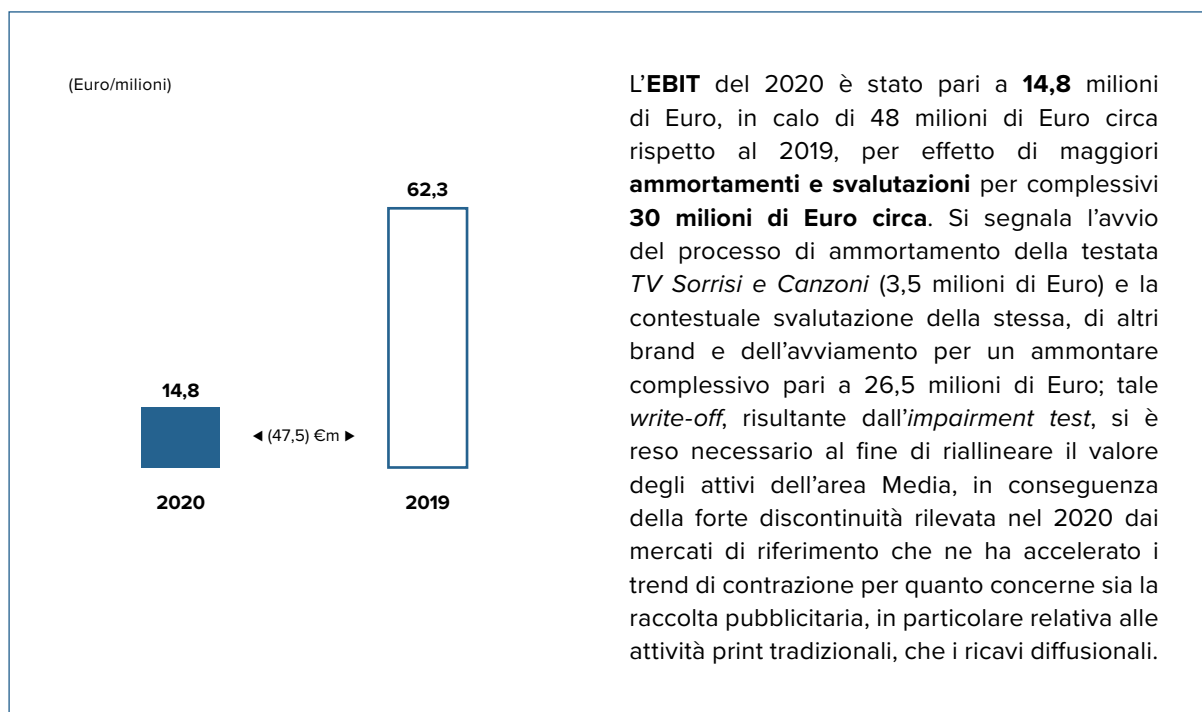 (Euro/milioni)
62,3
14,8
◄ (47,5) €m ►
2020
2019
L'EBIT del 2020 è stato pari a 14,8 milioni
di Euro, in calo di 48 milioni di Euro circa
rispetto al 2019, per effetto di maggiori
ammortamenti e svalutazioni per complessivi
30 milioni di Euro circa. Si segnala l'avvio
del processo di ammortamento della testata
TV Sorrisi e Canzoni (3,5 milioni di Euro) e la
contestuale svalutazione della stessa, di altri
brand e dell'avviamento per un ammontare
complessivo pari a 26,5 milioni di Euro; tale
write-off, risultante dall'impairment test, si è
reso necessario al fine di riallineare il valore
degli attivi dell'area Media, in conseguenza
della forte discontinuità rilevata nel 2020 dai
mercati di riferimento che ne ha accelerato i
trend di contrazione per quanto concerne sia la
raccolta pubblicitaria, in particolare relativa alle
attività print tradizionali, che i ricavi diffusionali.